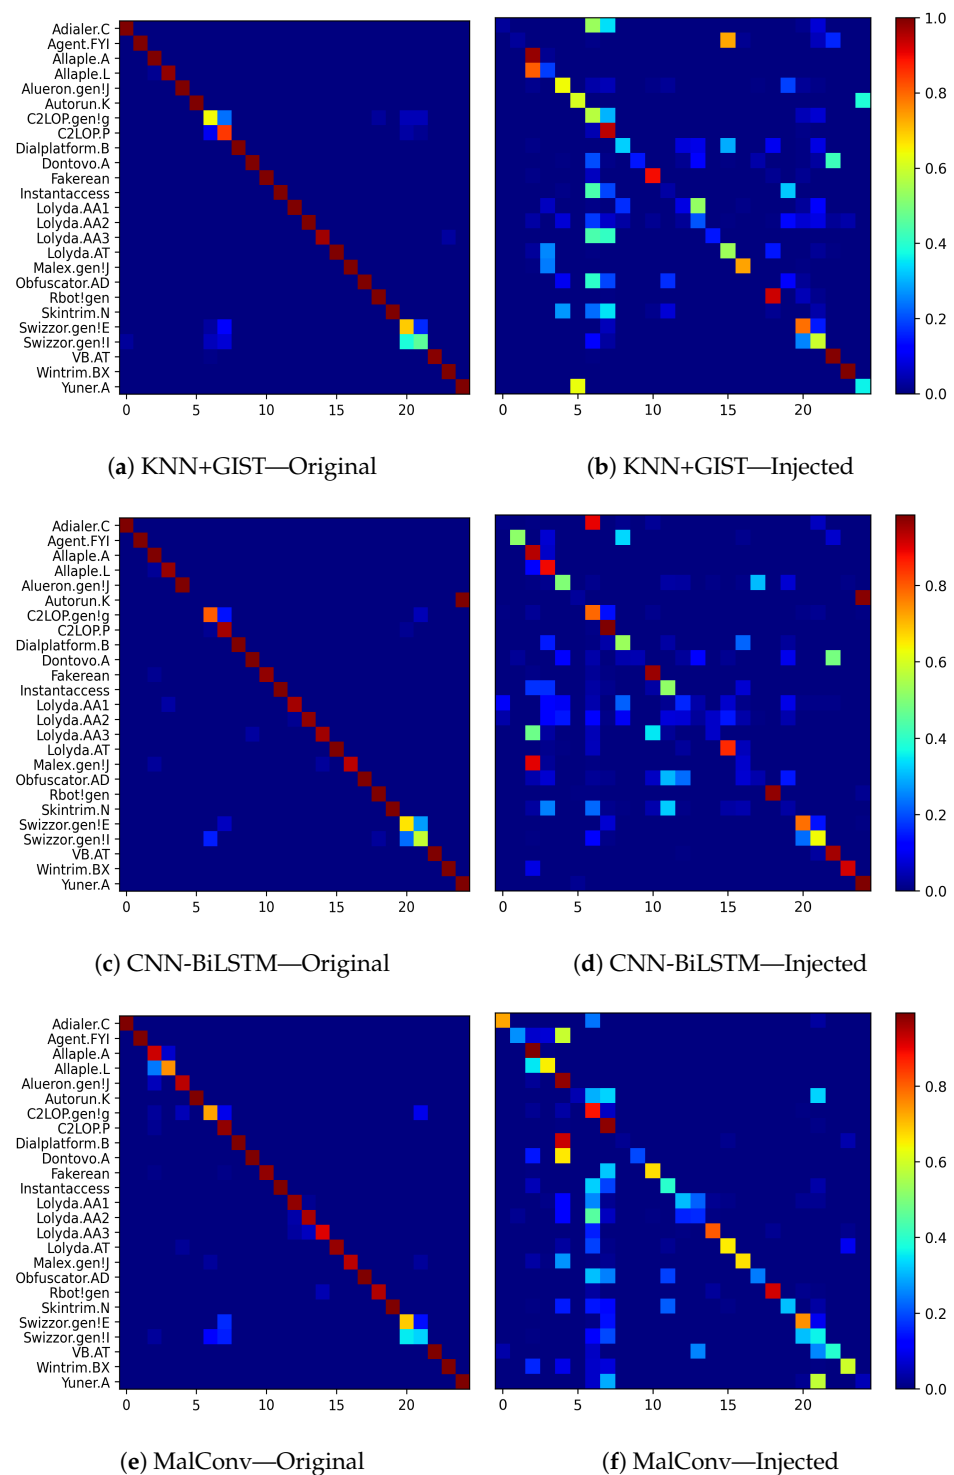 Adialer.C
Agent.FYI
Allaple.A
Allaple.L
Alueron.gen!J
Autorun.K
C2LOP.gen!g
C2LOP.P
Dialplatform.B
Dontovo.A
Fakerean
Instantaccess
Lolyda.AA1
Lolyda.AA2
Lolyda.AA3
Lolyda.AT
Malex.gen!J
Obfuscator.AD
Rbot!gen
Skintrim.N
Swizzor.gen!E
Swizzor.gen!I
VB.AT
Wintrim.BX
Yuner.A
0 5 10 15 20
0 5 10 15 20
1.0
0.8
0.6
0.4
0.2
0.0
(a) KNN+GIST—Original
(b) KNN+GIST—Injected
Adialer.C
Agent.FYI
Allaple.A
Allaple.L
Alueron.gen!J
Autorun.K
C2LOP.gen!g
C2LOP.P
Dialplatform.B
Dontovo.A
Fakerean
Instantaccess
Lolyda.AA1
Lolyda.AA2
Lolyda.AA3
Lolyda.AT
Malex.gen!J
Obfuscator.AD
Rbot!gen
Skintrim.N
Swizzor.gen!E
Swizzor.gen!I
VB.AT
Wintrim.BX
Yuner.A
0 5 10 15 20
0 5 10 15 20
0.8
0.6
0.4
0.2
0.0
(c) CNN-BiLSTM—Original
(d) CNN-BiLSTM—Injected
Adialer.C
Agent.FYI
Allaple.A
Allaple.L
Alueron.gen!J
Autorun.K
C2LOP.gen!g
C2LOP.P
Dialplatform.B
Dontovo.A
Fakerean
Instantaccess
Lolyda.AA1
Lolyda.AA2
Lolyda.AA3
Lolyda.AT
Malex.gen!J
Obfuscator.AD
Rbot!gen
Skintrim.N
Swizzor.gen!E
Swizzor.gen!I
VB.AT
Wintrim.BX
Yuner.A
0 5 10 15 20
0 5 10 15 20
0.8
0.6
0.4
0.2
0.0
(e) MalConv—Original
(f) MalConv—Injected